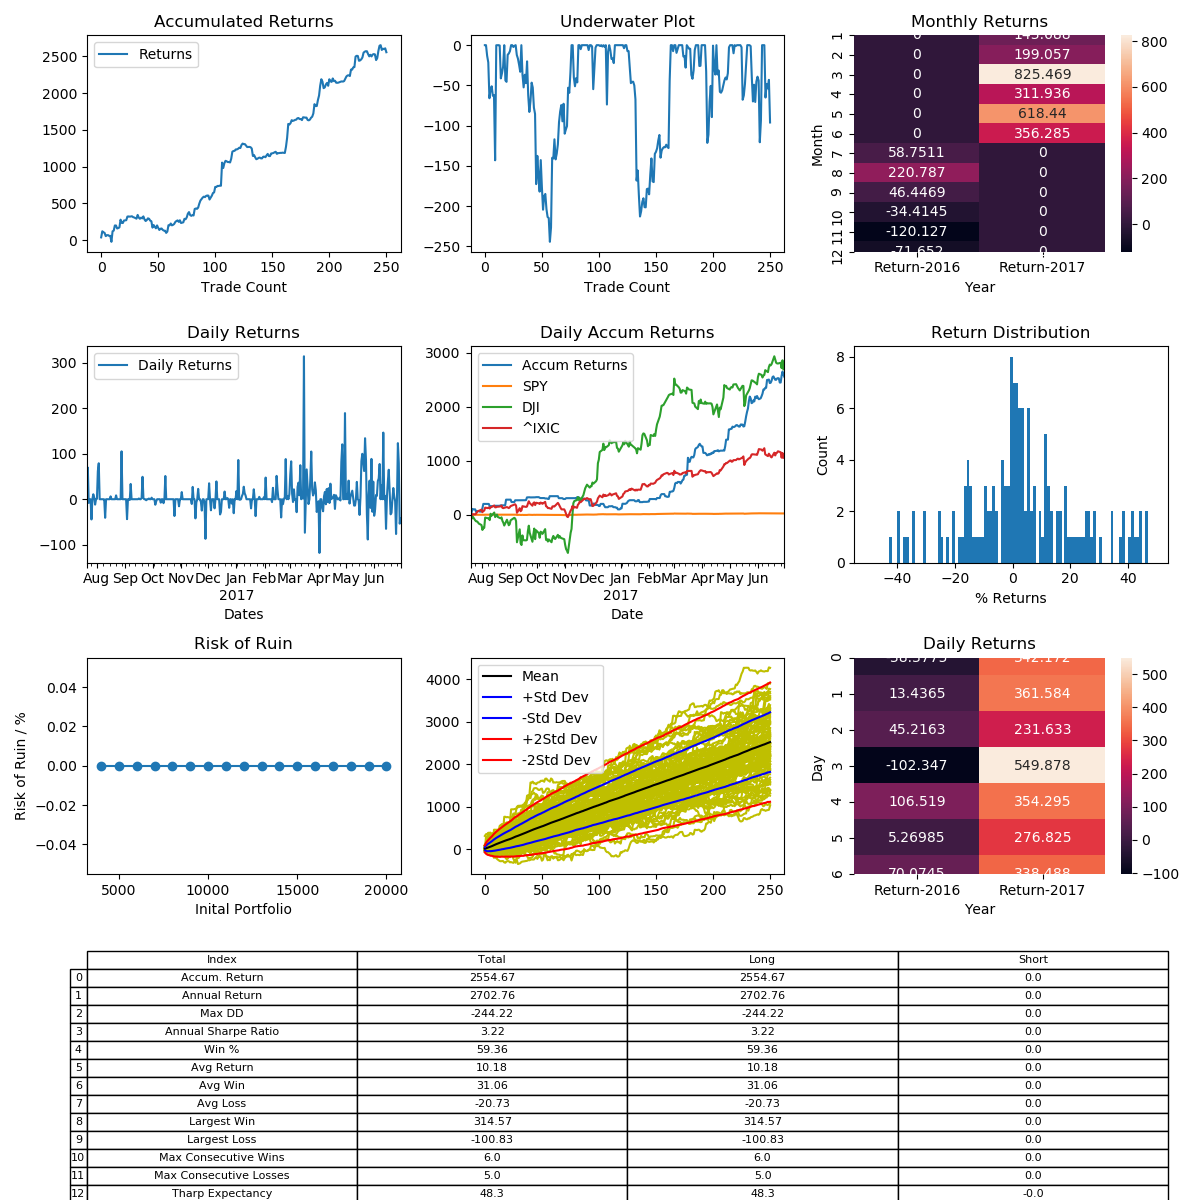 Accumulated Returns
Returns
2500
2000
1500
1000
500
0
0 50 100 150 200 250
Trade Count
Underwater Plot
0
−50
−100
−150
−200
−250
0 50 100 150 200 250
Trade Count
Monthly Returns
Month
1 0 145.088
2 0 199.057
3 0 825.469
4 0 311.936
5 0 618.44
6 0 356.285
7 58.7511 0
8 220.787 0
9 46.4469 0
10 -34.4145 0
11 -120.127 0
12 -71.652 0
Return-2016 Return-2017
Year
800
600
400
200
0
Daily Returns
Daily Returns
300
200
100
0
−100
Aug Sep Oct Nov Dec Jan Feb Mar Apr May Jun
2017
Dates
Daily Accum Returns
Accum Returns
SPY
DJI
^IXIC
3000
2000
1000
0
Aug Sep Oct Nov Dec Jan Feb Mar Apr May Jun
2017
Date
Return Distribution
Count
8
6
4
2
0
−40 −20 0 20 40
% Returns
Risk of Ruin
Risk of Ruin / %
0.04
0.02
0.00
−0.02
−0.04
5000 10000 15000 20000
Inital Portfolio
Mean
+Std Dev
-Std Dev
+2Std Dev
-2Std Dev
4000
3000
2000
1000
0
0 50 100 150 200 250
Daily Returns
Day
0
1 13.4365 361.584
2 45.2163 231.633
3 -102.347 549.878
4 106.519 354.295
5 5.26985 276.825
6 70.0745 338.488
Return-2016 Return-2017
Year
500
400
300
200
100
0
−100
Index Total Long Short
0 Accum. Return 2554.67 2554.67 0.0
1 Annual Return 2702.76 2702.76 0.0
2 Max DD -244.22 -244.22 0.0
3 Annual Sharpe Ratio 3.22 3.22 0.0
4 Win % 59.36 59.36 0.0
5 Avg Return 10.18 10.18 0.0
6 Avg Win 31.06 31.06 0.0
7 Avg Loss -20.73 -20.73 0.0
8 Largest Win 314.57 314.57 0.0
9 Largest Loss -100.83 -100.83 0.0
10 Max Consecutive Wins 6.0 6.0 0.0
11 Max Consecutive Losses 5.0 5.0 0.0
12 Tharp Expectancy 48.3 48.3 -0.0